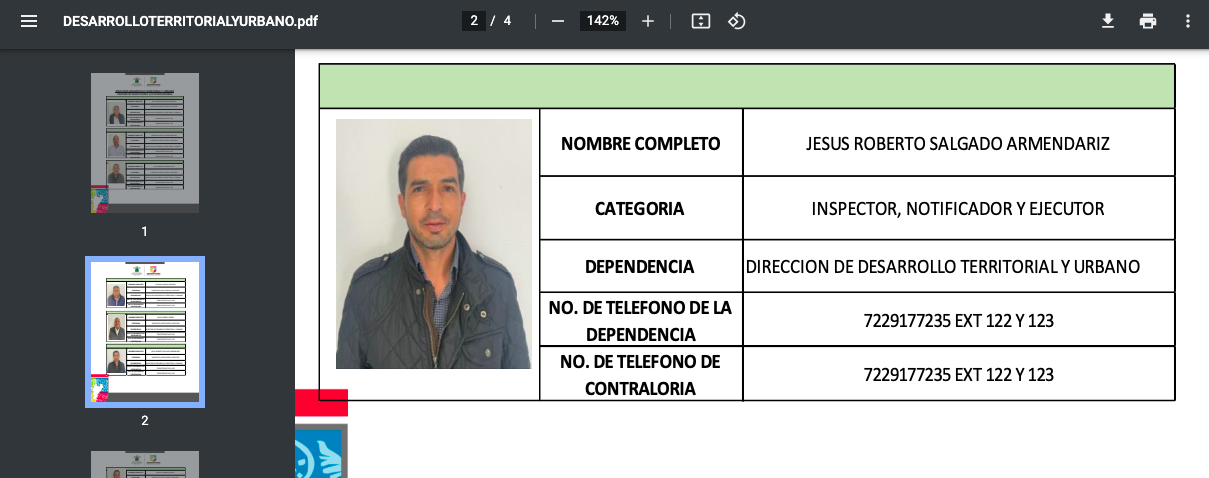 DESARROLLOTERRITORIALYURBANO.pdf
2 / 4
142%
1
2
NOMBRE COMPLETO
JESUS ROBERTO SALGADO ARMENDARIZ
CATEGORIA
INSPECTOR, NOTIFICADOR Y EJECUTOR
DEPENDENCIA
DIRECCION DE DESARROLLO TERRITORIAL Y URBANO
NO. DE TELEFONO DE LA
DEPENDENCIA
7229177235 EXT 122 Y 123
NO. DE TELEFONO DE
CONTRALORIA
7229177235 EXT 122 Y 123